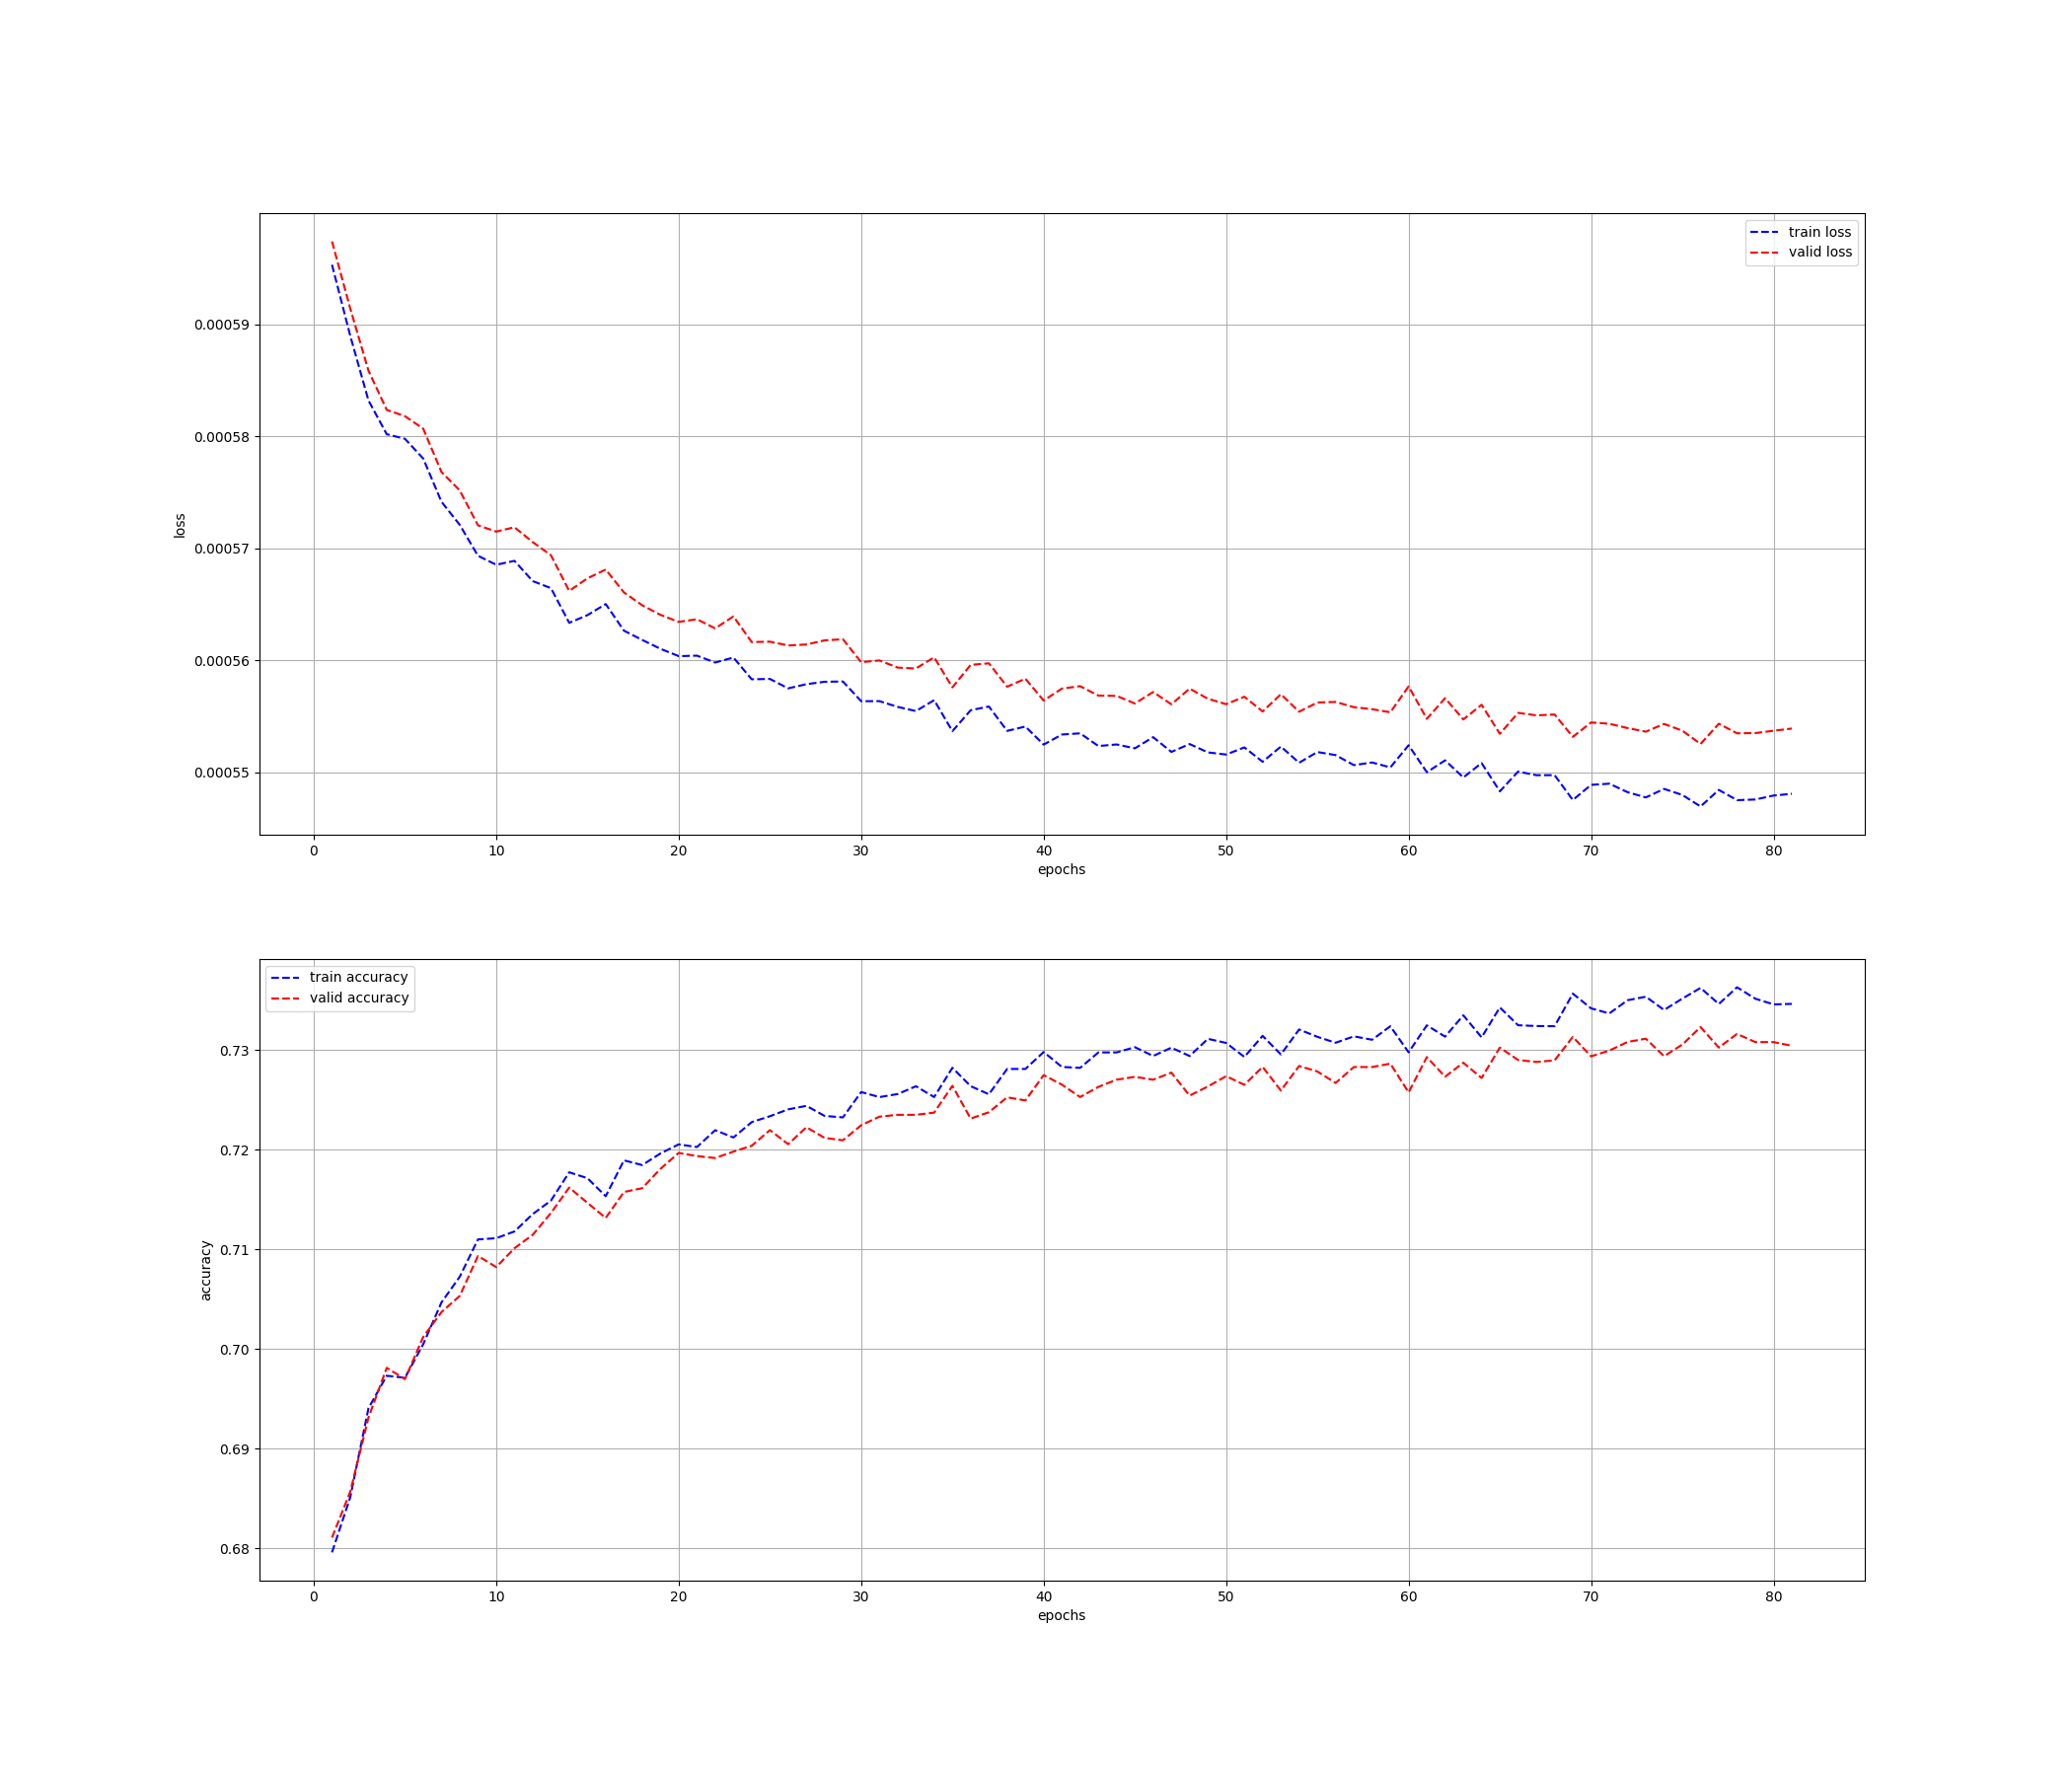 train loss
valid loss
0.00059
0.00058
0.00057
0.00056
0.00055
loss
0 10 20 30 40 50 60 70 80
epochs
train accuracy
valid accuracy
0.73
0.72
0.71
0.70
0.69
0.68
accuracy
0 10 20 30 40 50 60 70 80
epochs